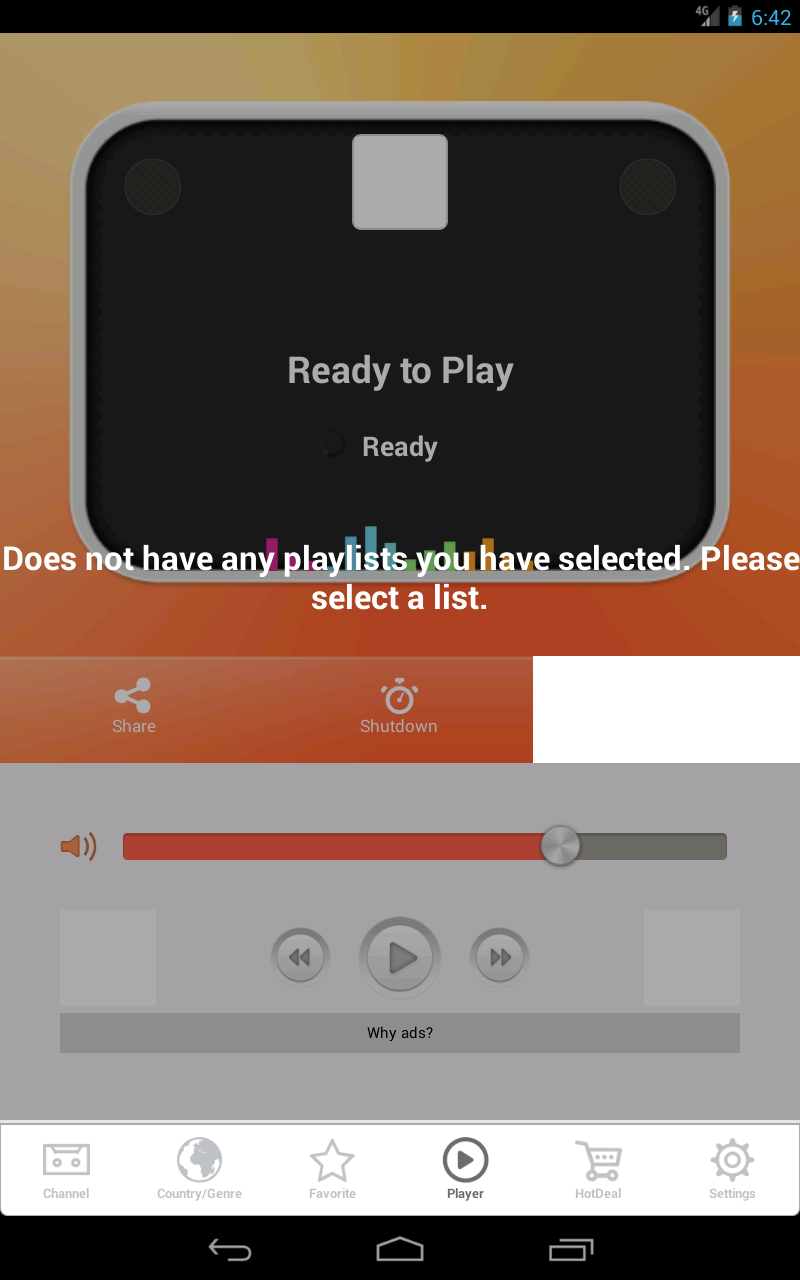 4G 6:42
Ready to Play
Ready
Does not have any playlists you have selected. Please
select a list.
Share Shutdown
Why ads?
Channel Country/Genre Favorite Player HotDeal Settings